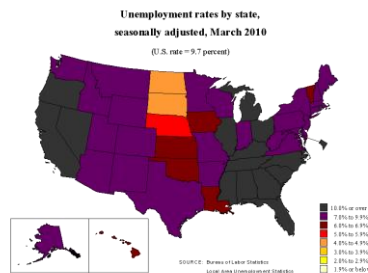 Unemployment rates by state,
seasonally adjusted, March 2010
(U.S. rate = 9.7 percent)
10.0% or over
7.0% to 9.9%
6.0% to 6.9%
5.0% to 5.9%
4.0% to 4.9%
3.0% to 3.9%
2.0% to 2.9%
1.9% or below
SOURCE: Bureau of Labor Statistics
Local Area Unemployment Statistics